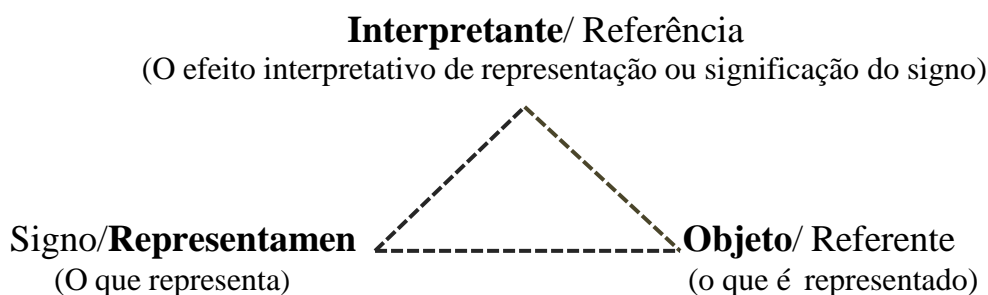 Interpretante/ Referência
(O efeito interpretativo de representação ou significação do signo)
Signo/Representamen
Objeto/ Referente
(O que representa)
(o que é representado)